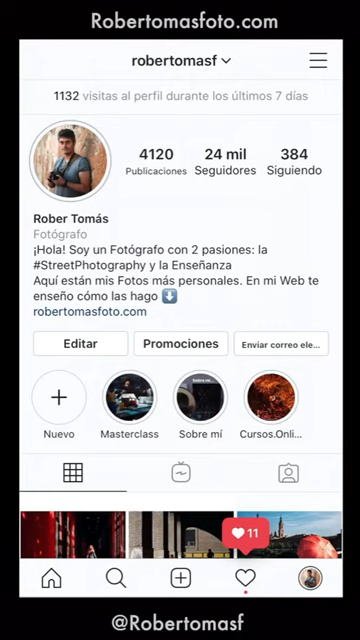 Robertomasfoto.com
robertomasf
1132 visitas al perfil durante los últimos 7 días
4120 24 mil 384
Publicaciones Seguidores Siguiendo
Rober Tomás
Fotógrafo
¡Hola! Soy un Fotógrafo con 2 pasiones: la
#StreetPhotography y la Enseñanza
Aquí están mis Fotos más personales. En mi Web te
enseño cómo las hago
robertomasfoto.com
Editar Promociones Enviar correo ele...
Sobre mí
Nuevo Masterclass Sobre mí Cursos.Onli...
11
@Robertomasf